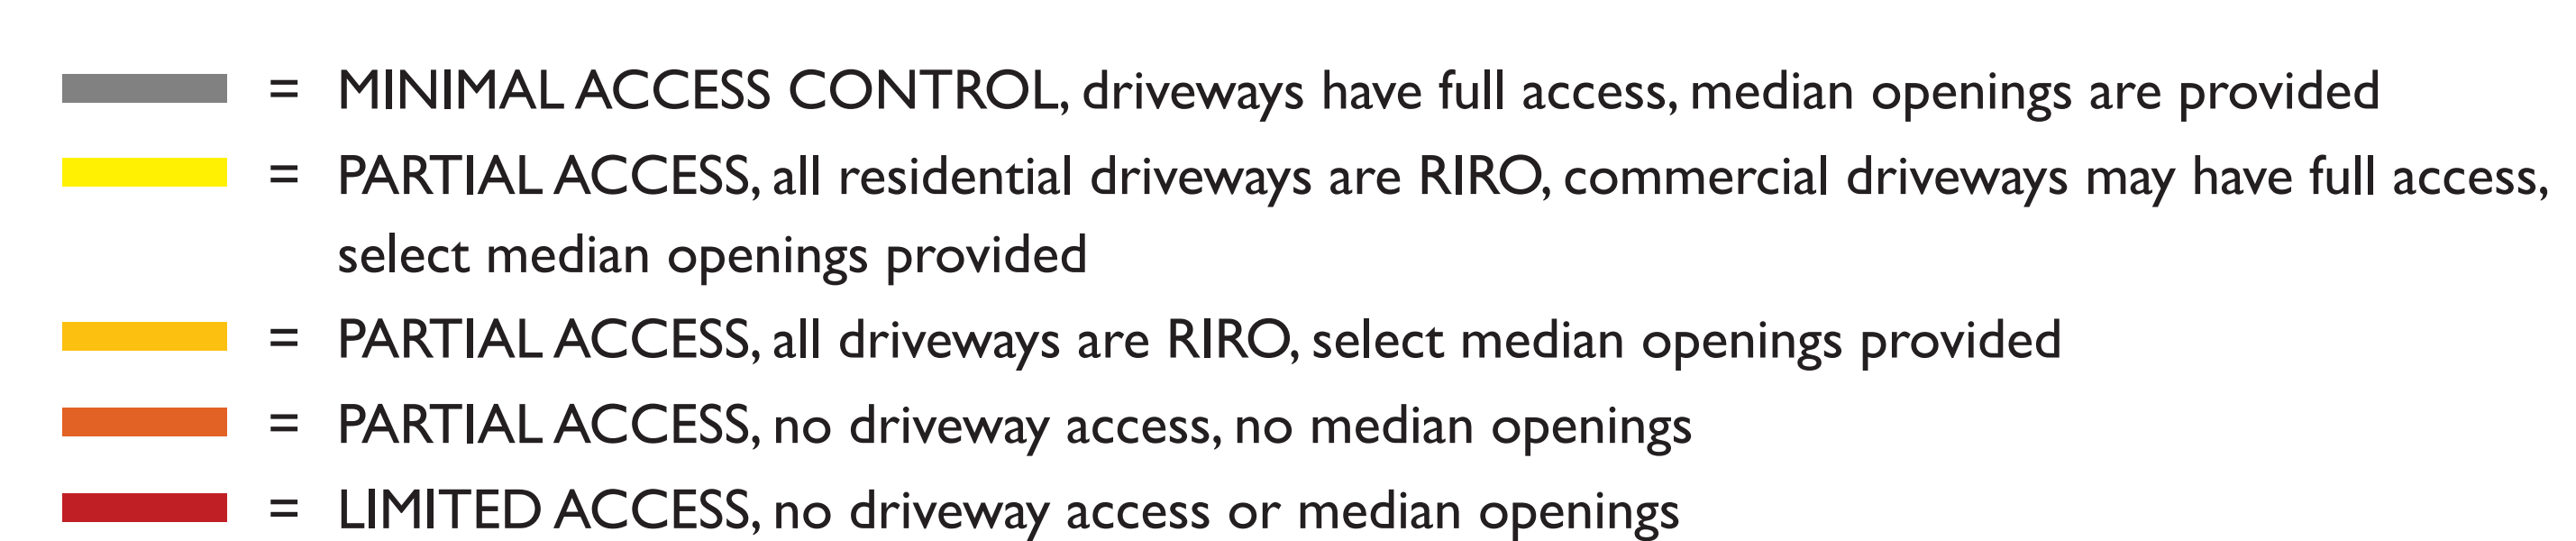 = MINIMAL ACCESS CONTROL, driveways have full access, median openings are provided
= PARTIAL ACCESS, all residential driveways are RIRO, commercial driveways may have full access,
select median openings provided
= PARTIAL ACCESS, all driveways are RIRO, select median openings provided
= PARTIAL ACCESS, no driveway access, no median openings
= LIMITED ACCESS, no driveway access or median openings